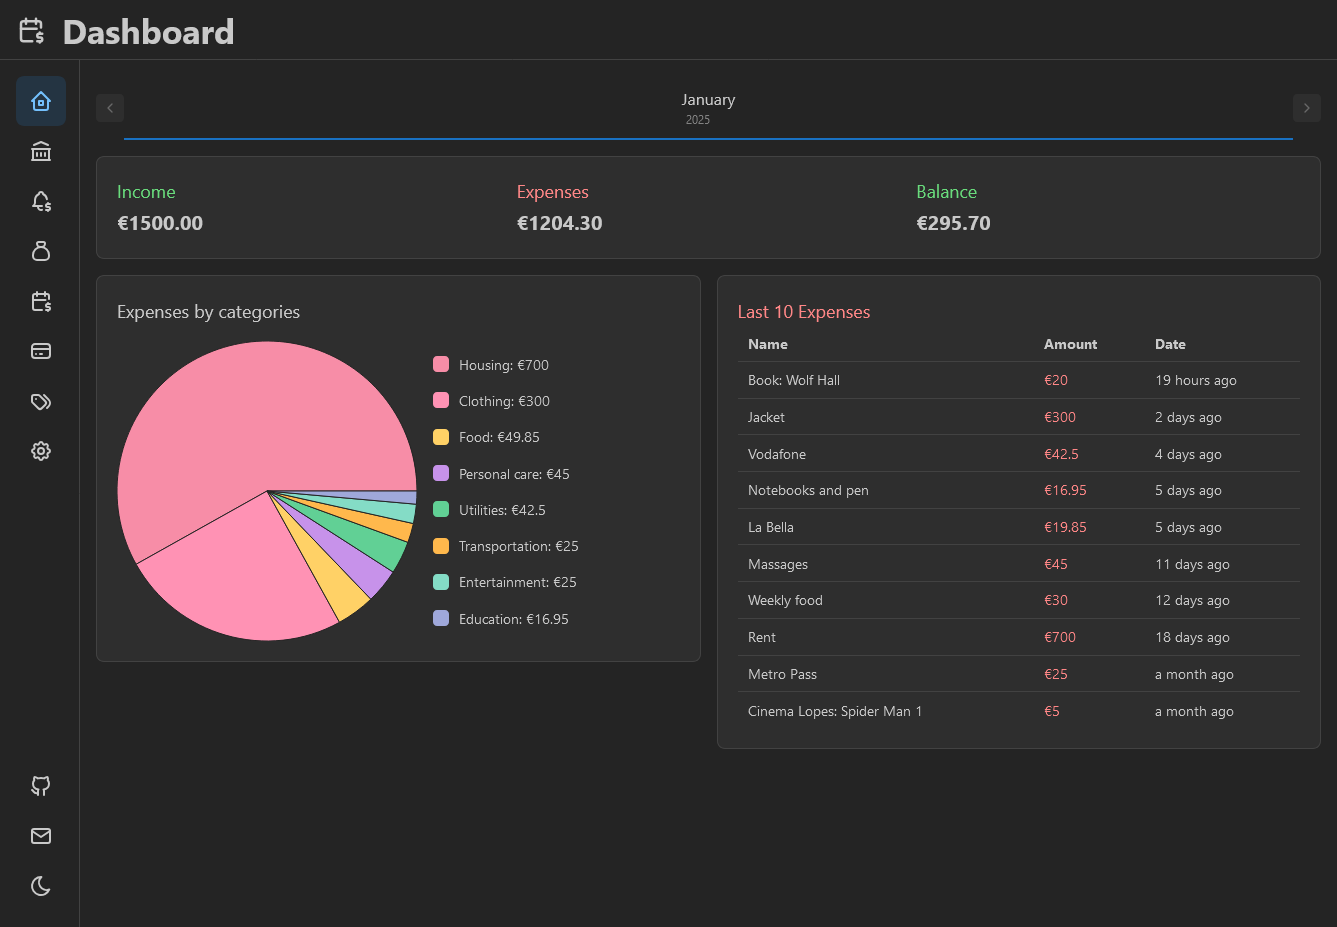 Dashboard
January
2025
Income
€1500.00
Expenses
€1204.30
Balance
€295.70
Expenses by categories
Housing: €700
Clothing: €300
Food: €49.85
Personal care: €45
Utilities: €42.5
Transportation: €25
Entertainment: €25
Education: €16.95
Last 10 Expenses
Name Amount Date
Book: Wolf Hall €20 19 hours ago
Jacket €300 2 days ago
Vodafone €42.5 4 days ago
Notebooks and pen €16.95 5 days ago
La Bella €19.85 5 days ago
Massages €45 11 days ago
Weekly food €30 12 days ago
Rent €700 18 days ago
Metro Pass €25 a month ago
Cinema Lopes: Spider Man 1 €5 a month ago